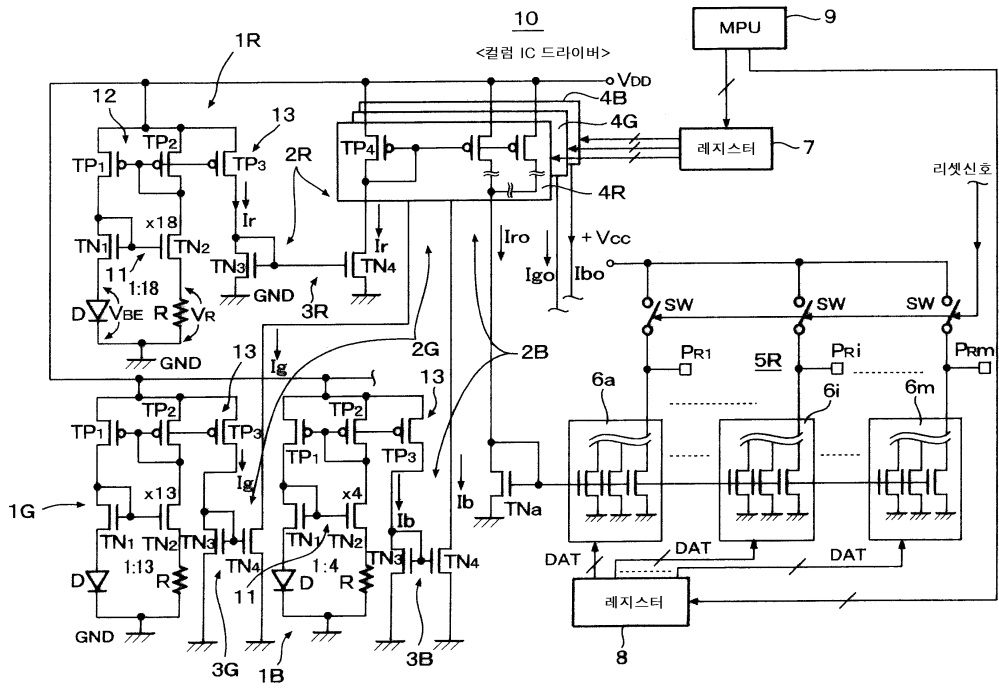 10
<컬럼 IC 드라이버>
MPU
9
1R
VDD
4B
4G
12
13
TP1
TP2
TP3
2R
TP4
4R
레지스터
7
리셋신호
Ir
x18
TN1
TN2
11
1:18
TN3
Ir
TN4
Iro
Igo
+Vcc
Ibo
GND
3R
D
VBE
R
VR
GND
SW
SW
SW
2G
2B
PR1
5R
PRi
PRm
13
Ig
13
6a
6i
6m
TP2
TP1
TP3
TP2
TP1
TP3
Ig
Ib
Ib
1G
x13
x4
TNa
TN1
TN2
TN3
TN4
TN1
TN2
TN3
TN4
DAT
DAT
DAT
D
1:13
R
11
D
1:4
R
레지스터
GND
3G
1B
3B
8